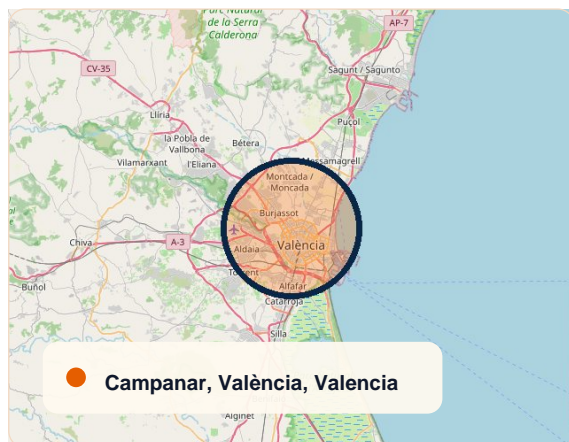 Parc Natural
de la Serra
Calderona
AP-7
CV-35
Sagunt / Sagunto
Llíria
Puçol
la Pobla de
Vallbona
Bétera
Vilamarxant
l'Eliana
Massamagrell
Montcada /
Moncada
Burjassot
València
A-3
Chiva
Aldaia
Torrent
Buñol
Alfafar
Catarroja
Silla
Campanar, València, Valencia
Alginet